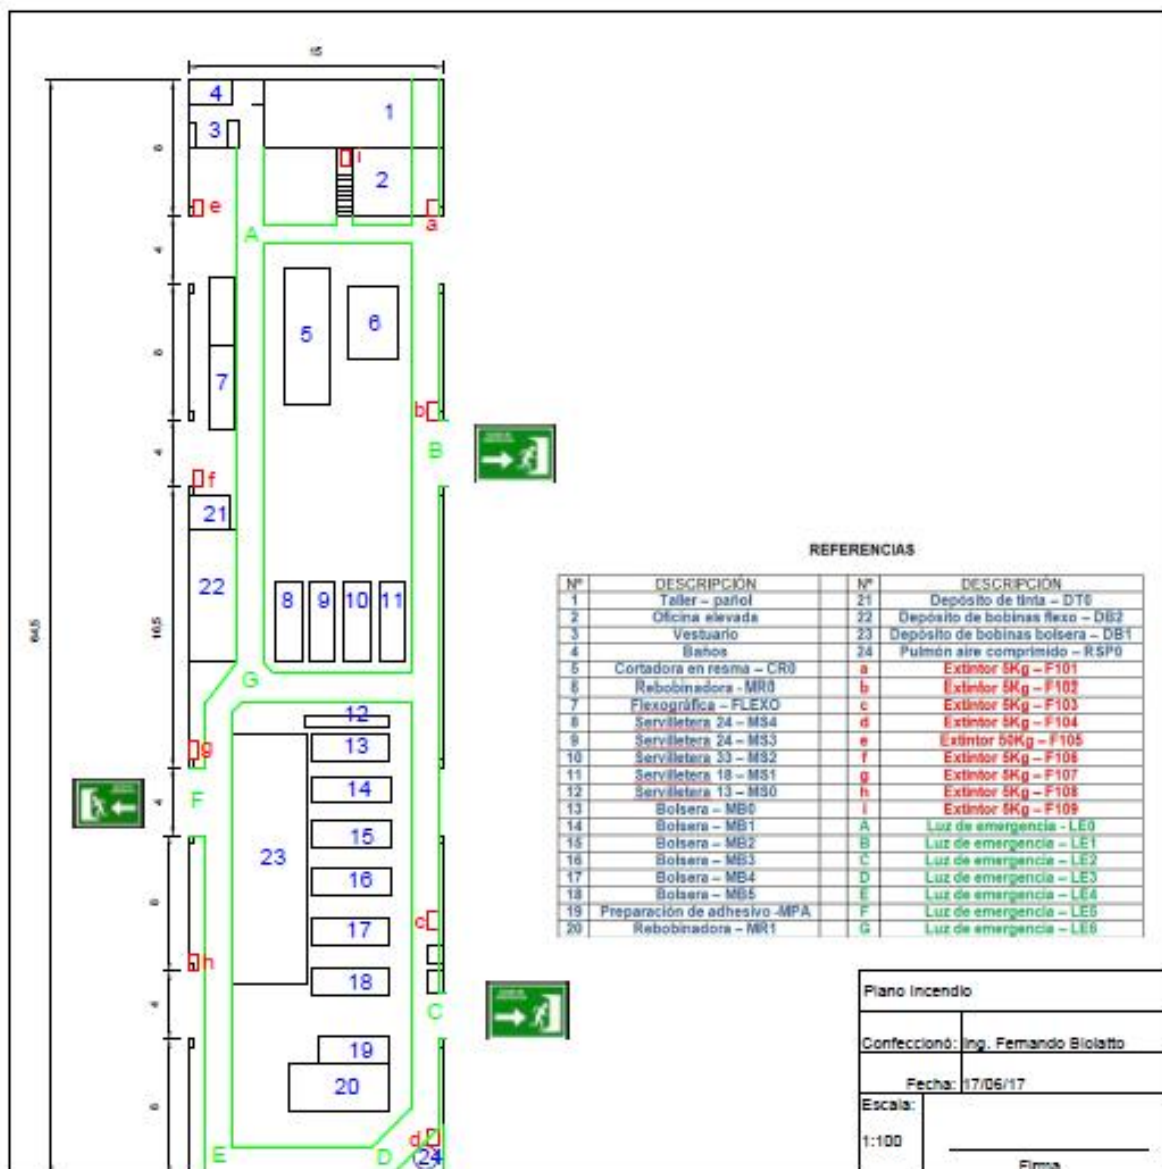 15
4
1
3
2
i
e
a
8
A
4
5
6
8
7
b
B
4
f
21
REFERENCIAS
Nº DESCRIPCIÓN Nº DESCRIPCIÓN
1 Taller – pañol 21 Depósito de tinta – DT0
2 Oficina elevada 22 Depósito de bobinas flexo – DB2
3 Vestuario 23 Depósito de bobinas bolsera – DB1
4 Baños 24 Pulmón aire comprimido – RSP0
5 Cortadora en resma – CR0 a Extintor 5Kg – F101
6 Rebobinadora - MR0 b Extintor 5Kg – F102
7 Flexográfica – FLEXO c Extintor 5Kg – F103
8 Servilletera 24 – MS4 d Extintor 5Kg – F104
9 Servilletera 24 – MS3 e Extintor 50Kg – F105
10 Servilletera 33 – MS2 f Extintor 5Kg – F106
11 Servilletera 18 – MS1 g Extintor 5Kg – F107
12 Servilletera 13 – MS0 h Extintor 5Kg – F108
13 Bolsera – MB0 i Extintor 5Kg – F109
14 Bolsera – MB1 A Luz de emergencia - LE0
15 Bolsera – MB2 B Luz de emergencia – LE1
16 Bolsera – MB3 C Luz de emergencia – LE2
17 Bolsera – MB4 D Luz de emergencia – LE3
18 Bolsera – MB5 E Luz de emergencia – LE4
19 Preparación de adhesivo -MPA F Luz de emergencia – LE5
20 Rebobinadora – MR1 G Luz de emergencia – LE6
22
8 9 10 11
64,5
16,5
G
12
g
13
4
F
14
15
23
16
c
17
h
18
4
C
19
20
d
E
D
24
Plano Incendio
Confeccionó: Ing. Fernando Biolatto
Fecha: 17/06/17
Escala:
1:100
Firma